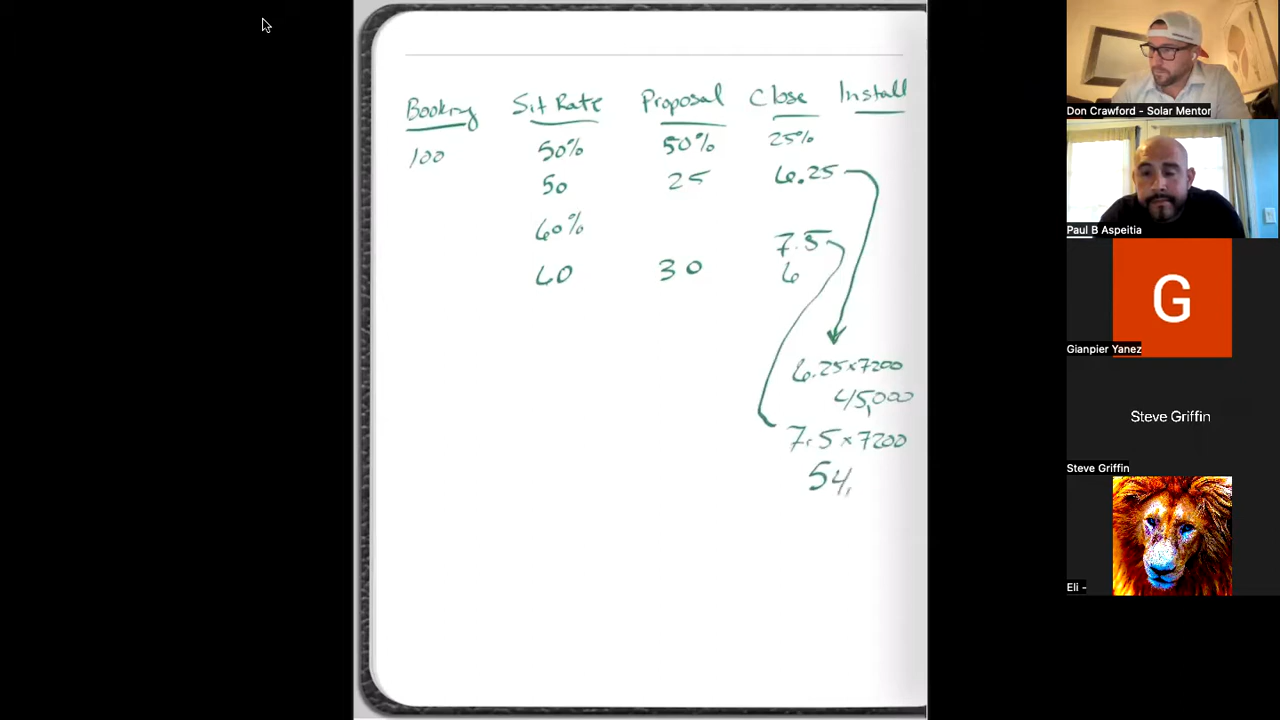 Booking Sit Rate Proposal Close Install
100 50% 50% 25%
50 25 6.25
60%
7.5
60 30 6
6.25x7200
45,000
7.5x7200
54,
Don Crawford - Solar Mentor
Paul B Aspeitia
G
Gianpier Yanez
Steve Griffin
Steve Griffin
Eli -